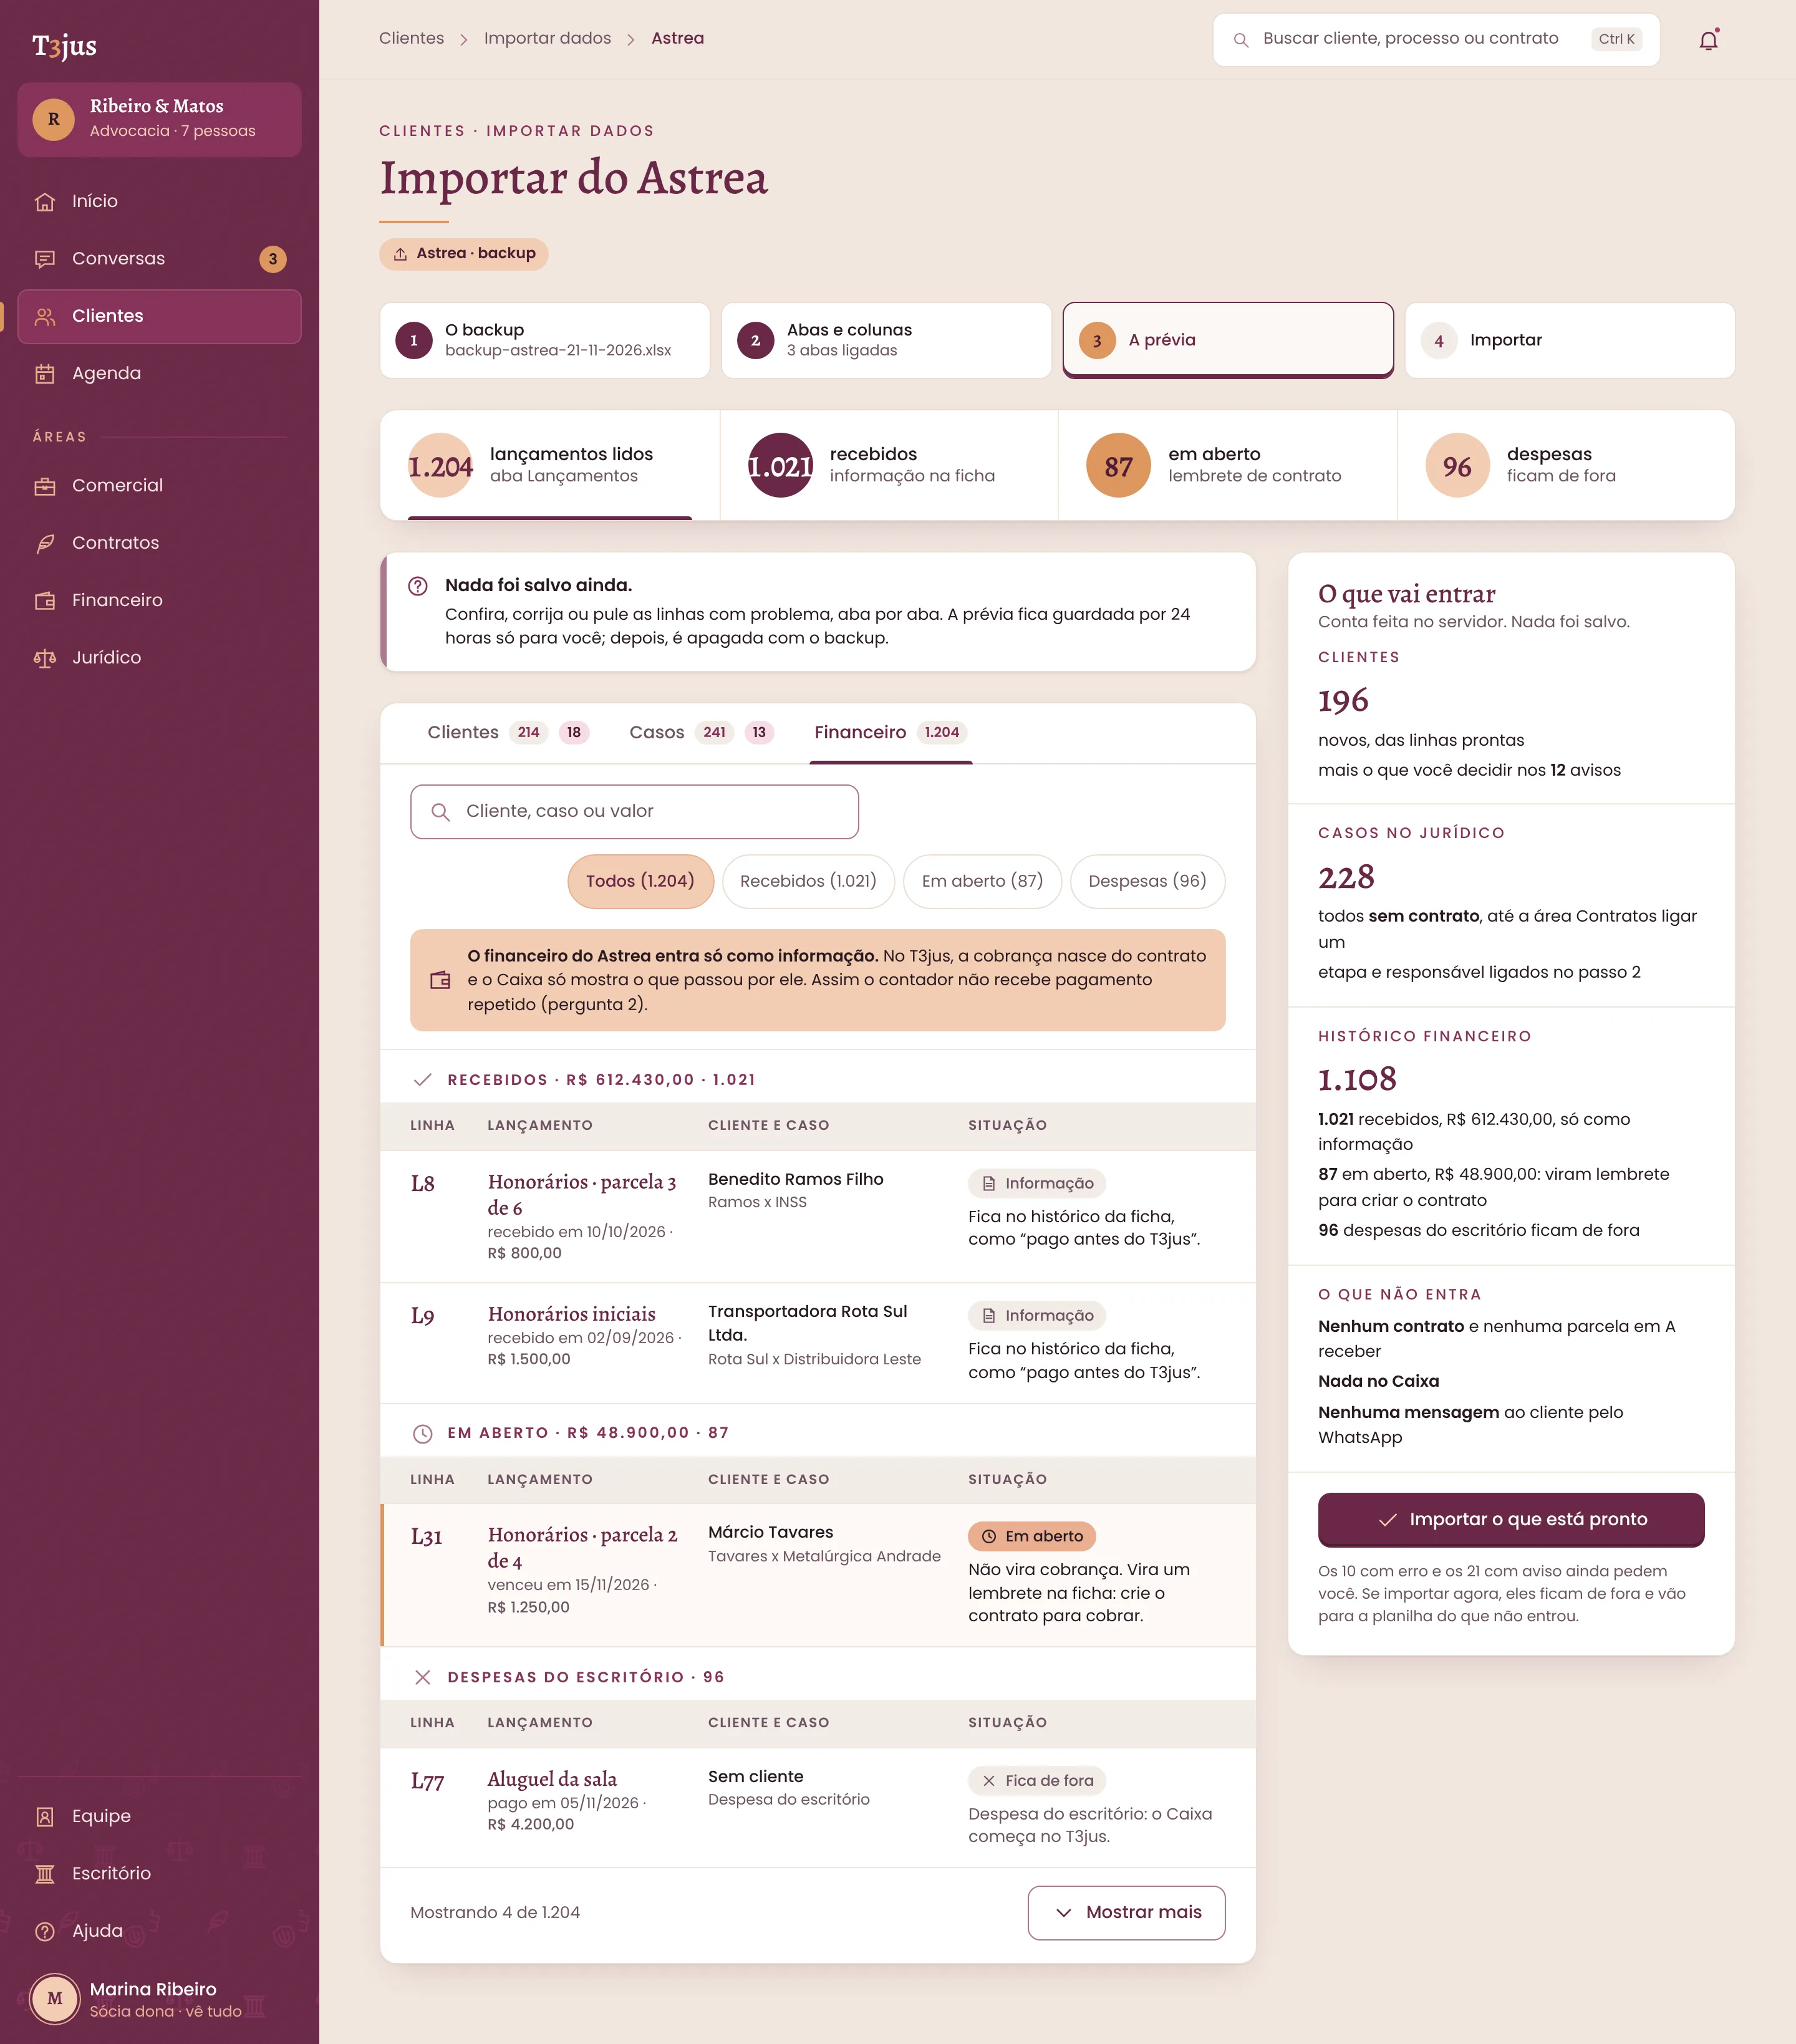 T3jus
R
Ribeiro & Matos
Advocacia · 7 pessoas
Início
Conversas
3
Clientes
Agenda
ÁREAS
Comercial
Contratos
Financeiro
Jurídico
Equipe
Escritório
Ajuda
M
Marina Ribeiro
Sócia dona · vê tudo
Clientes
Importar dados
Astrea
Buscar cliente, processo ou contrato
Ctrl K
CLIENTES · IMPORTAR DADOS
Importar do Astrea
Astrea · backup
1
O backup
backup-astrea-21-11-2026.xlsx
2
Abas e colunas
3 abas ligadas
3
A prévia
4
Importar
1.204
lançamentos lidos
aba Lançamentos
1.021
recebidos
informação na ficha
87
em aberto
lembrete de contrato
96
despesas
ficam de fora
Nada foi salvo ainda.
Confira, corrija ou pule as linhas com problema, aba por aba. A prévia fica guardada por 24
horas só para você; depois, é apagada com o backup.
Clientes 214 18
Casos 241 13
Financeiro 1.204
Cliente, caso ou valor
Todos (1.204)
Recebidos (1.021)
Em aberto (87)
Despesas (96)
O financeiro do Astrea entra só como informação. No T3jus, a cobrança nasce do contrato
e o Caixa só mostra o que passou por ele. Assim o contador não recebe pagamento
repetido (pergunta 2).
RECEBIDOS · R$ 612.430,00 · 1.021
LINHA LANÇAMENTO CLIENTE E CASO SITUAÇÃO
L8
Honorários · parcela 3
de 6
recebido em 10/10/2026 ·
R$ 800,00
Benedito Ramos Filho
Ramos x INSS
Informação
Fica no histórico da ficha,
como “pago antes do T3jus”.
L9
Honorários iniciais
recebido em 02/09/2026 ·
R$ 1.500,00
Transportadora Rota Sul
Ltda.
Rota Sul x Distribuidora Leste
Informação
Fica no histórico da ficha,
como “pago antes do T3jus”.
EM ABERTO · R$ 48.900,00 · 87
LINHA LANÇAMENTO CLIENTE E CASO SITUAÇÃO
L31
Honorários · parcela 2
de 4
venceu em 15/11/2026 ·
R$ 1.250,00
Márcio Tavares
Tavares x Metalúrgica Andrade
Em aberto
Não vira cobrança. Vira um
lembrete na ficha: crie o
contrato para cobrar.
DESPESAS DO ESCRITÓRIO · 96
LINHA LANÇAMENTO CLIENTE E CASO SITUAÇÃO
L77
Aluguel da sala
pago em 05/11/2026 ·
R$ 4.200,00
Sem cliente
Despesa do escritório
Fica de fora
Despesa do escritório: o Caixa
começa no T3jus.
Mostrando 4 de 1.204
Mostrar mais
O que vai entrar
Conta feita no servidor. Nada foi salvo.
CLIENTES
196
novos, das linhas prontas
mais o que você decidir nos 12 avisos
CASOS NO JURÍDICO
228
todos sem contrato, até a área Contratos ligar
um
etapa e responsável ligados no passo 2
HISTÓRICO FINANCEIRO
1.108
1.021 recebidos, R$ 612.430,00, só como
informação
87 em aberto, R$ 48.900,00: viram lembrete
para criar o contrato
96 despesas do escritório ficam de fora
O QUE NÃO ENTRA
Nenhum contrato e nenhuma parcela em A
receber
Nada no Caixa
Nenhuma mensagem ao cliente pelo
WhatsApp
Importar o que está pronto
Os 10 com erro e os 21 com aviso ainda pedem
você. Se importar agora, eles ficam de fora e vão
para a planilha do que não entrou.